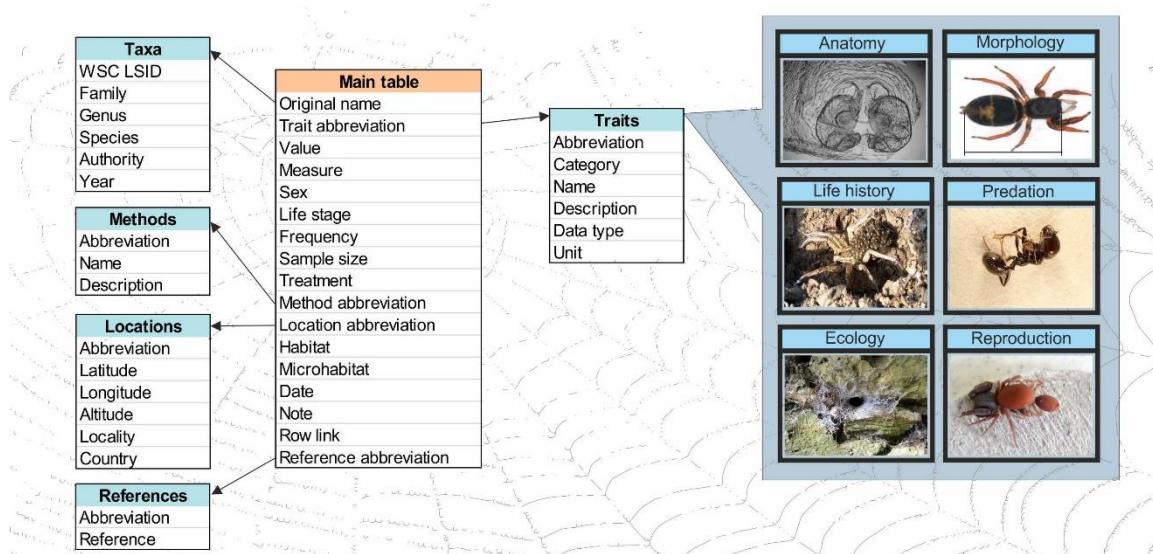 Taxa
WSC LSID
Family
Genus
Species
Authority
Year
Methods
Abbreviation
Name
Description
Locations
Abbreviation
Latitude
Longitude
Altitude
Locality
Country
References
Abbreviation
Reference
Main table
Original name
Trait abbreviation
Value
Measure
Sex
Life stage
Frequency
Sample size
Treatment
Method abbreviation
Location abbreviation
Habitat
Microhabitat
Date
Note
Row link
Reference abbreviation
Traits
Abbreviation
Category
Name
Description
Data type
Unit
Anatomy
Morphology
Life history
Predation
Ecology
Reproduction